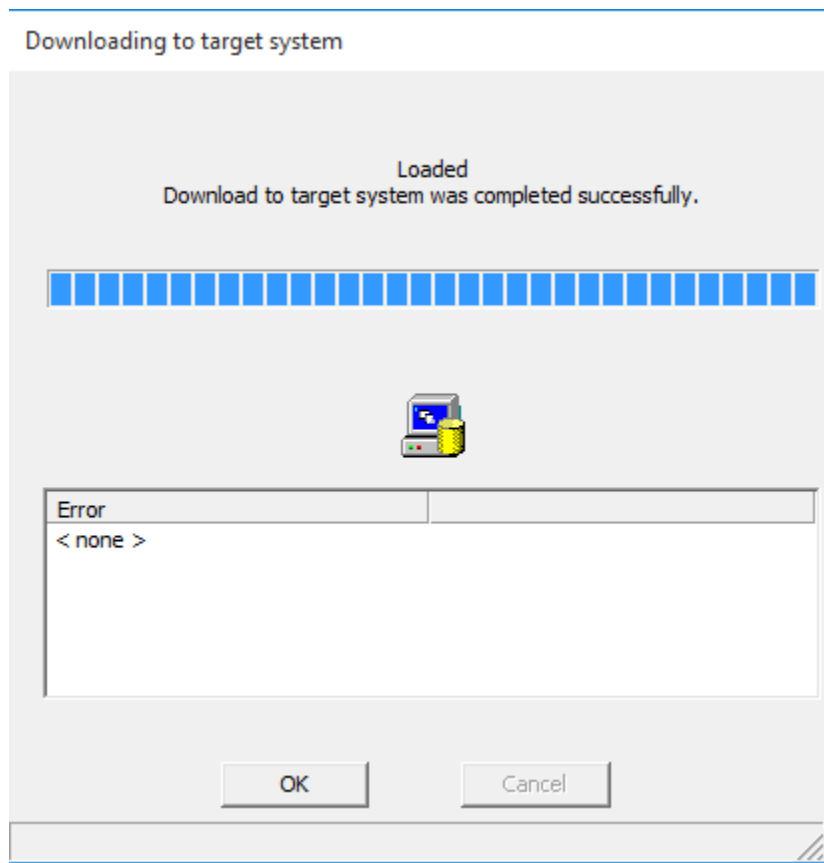 Downloading to target system
Loaded
Download to target system was completed successfully.
Error
< none >
OK
Cancel